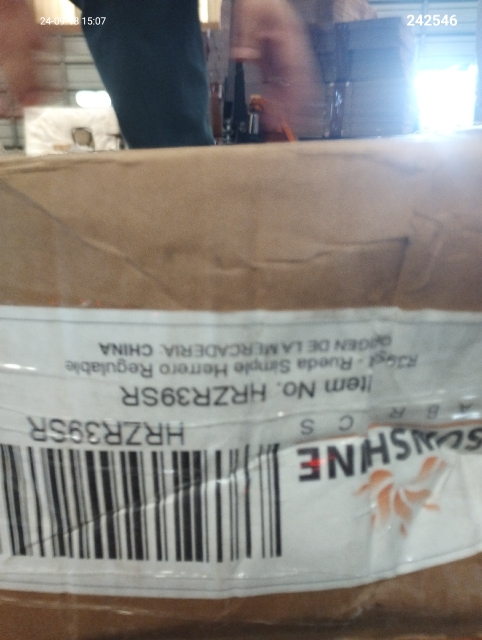 24-09-18 15:07
242546
SUNSHINE
A B R C S
HRZR39SR
Item No. HRZR39SR
Rueda Simple Herrero Regulable
ORIGEN DE LA MERCADERIA: CHINA